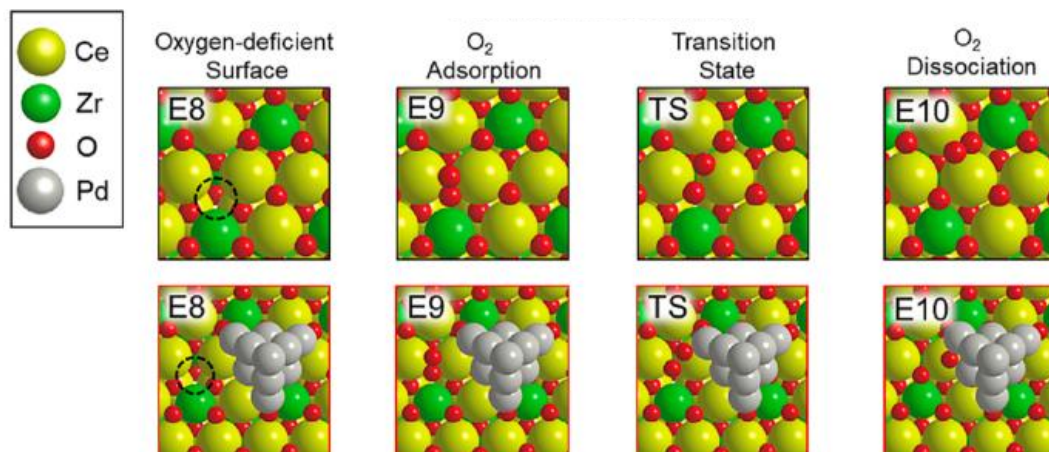 Ce
Zr
O
Pd
Oxygen-deficient
Surface
O₂
Adsorption
Transition
State
O₂
Dissociation
E8
E9
TS
E10
E8
E9
TS
E10